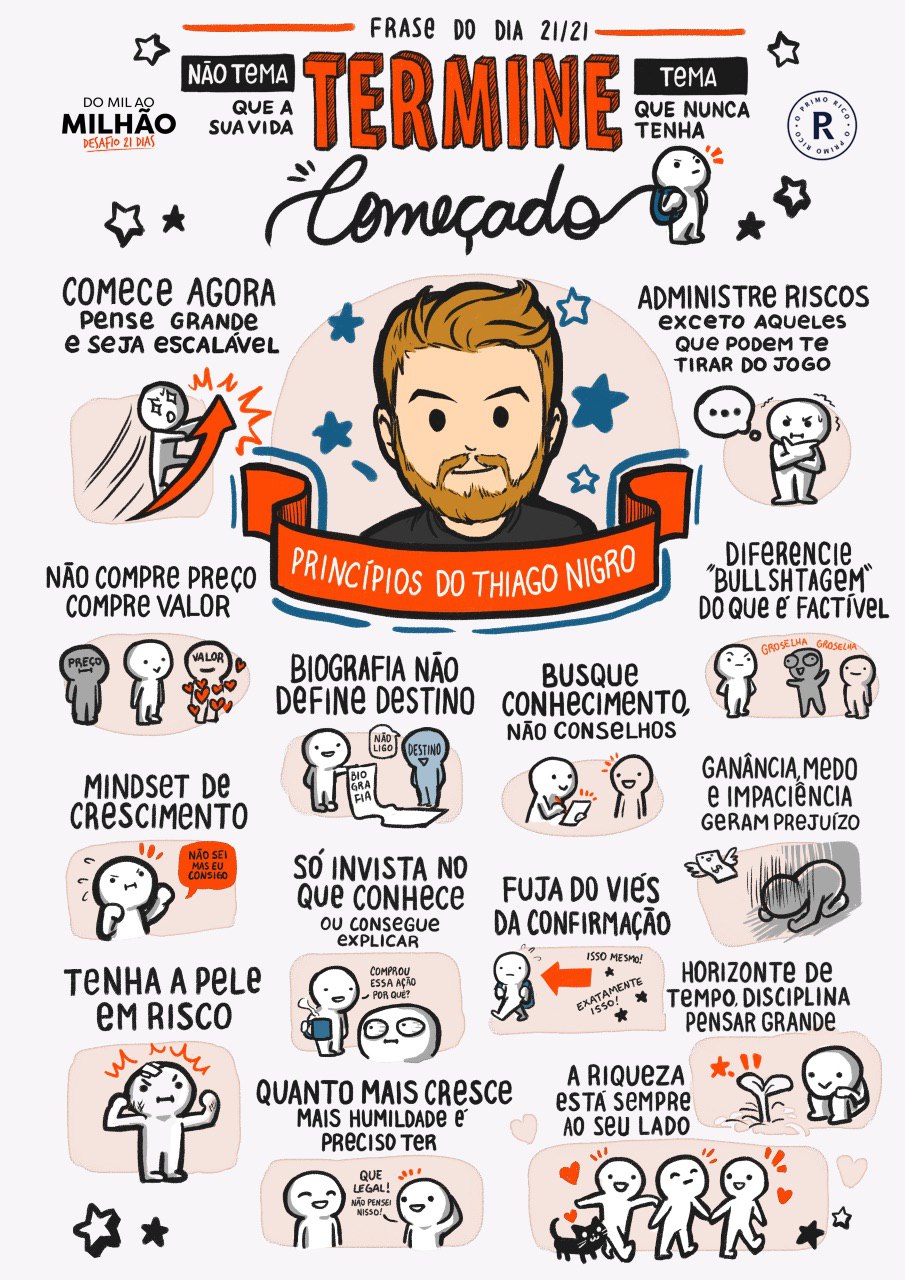 FRASE DO DIA 21/21
NÃO TEMA
QUE A
SUA VIDA
TERMINE
TEMA
QUE NUNCA
TENHA
Começado
DO MIL AO
MILHÃO
DESAFIO 21 DIAS
O PRIMO RICO • O PRIMO RICO •
R
COMECE AGORA
PENSE GRANDE
E SEJA ESCALÁVEL
ADMINISTRE RISCOS
EXCETO AQUELES
QUE PODEM TE
TIRAR DO JOGO
...
PRINCÍPIOS DO THIAGO NIGRO
NÃO COMPRE PREÇO
COMPRE VALOR
PREÇO
VALOR
DIFERENCIE
"BULLSHTAGEM"
DO QUE É FACTÍVEL
GROSELHA GROSELHA
BIOGRAFIA NÃO
DEFINE DESTINO
NÃO
LIGO
DESTINO
BIO
GRA
FIA
BUSQUE
CONHECIMENTO,
NÃO CONSELHOS
MINDSET DE
CRESCIMENTO
NÃO SEI
MAS EU
CONSIGO
GANÂNCIA, MEDO
E IMPACIÊNCIA
GERAM PREJUÍZO
$
SÓ INVISTA NO
QUE CONHECE
OU CONSEGUE
EXPLICAR
COMPROU
ESSA AÇÃO
POR QUÊ?
FUJA DO VIÉS
DA CONFIRMAÇÃO
ISSO MESMO!
EXATAMENTE
ISSO!
TENHA A PELE
EM RISCO
HORIZONTE DE
TEMPO, DISCIPLINA
PENSAR GRANDE
QUANTO MAIS CRESCE
MAIS HUMILDADE É
PRECISO TER
QUE
LEGAL!
NÃO PENSEI
NISSO!
A RIQUEZA
ESTÁ SEMPRE
AO SEU LADO